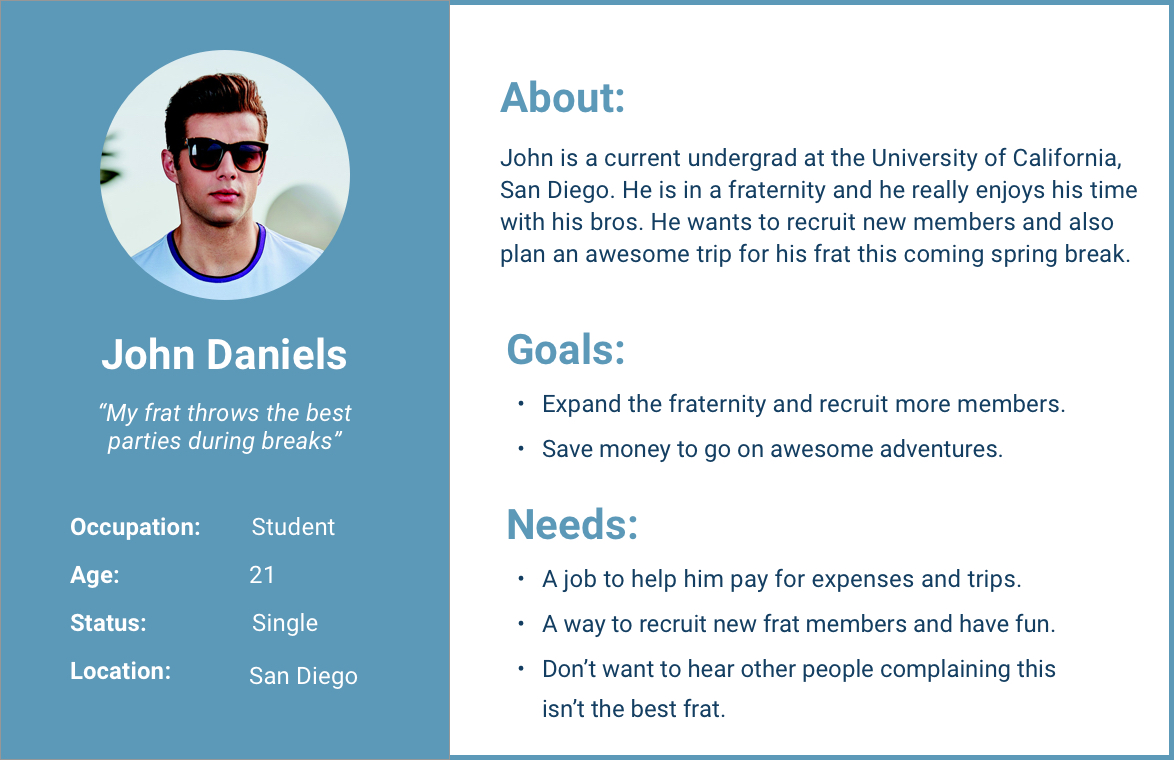 John Daniels
“My frat throws the best
parties during breaks”
Occupation: Student
Age: 21
Status: Single
Location: San Diego
About:
John is a current undergrad at the University of California,
San Diego. He is in a fraternity and he really enjoys his time
with his bros. He wants to recruit new members and also
plan an awesome trip for his frat this coming spring break.
Goals:
• Expand the fraternity and recruit more members.
• Save money to go on awesome adventures.
Needs:
• A job to help him pay for expenses and trips.
• A way to recruit new frat members and have fun.
• Don’t want to hear other people complaining this
isn’t the best frat.